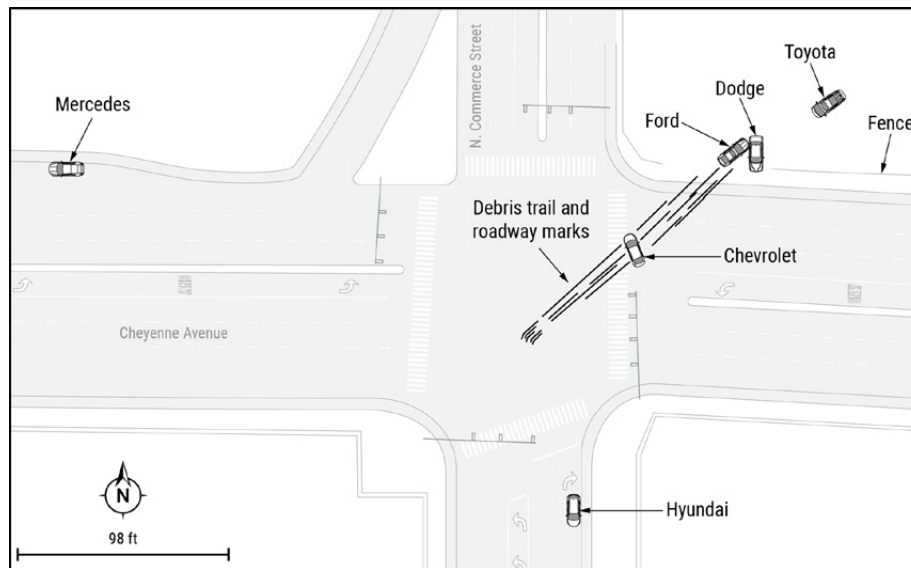 Toyota
Dodge
Mercedes
Ford
Fence
N. Commerce Street
Debris trail and
roadway marks
Chevrolet
Cheyenne Avenue
N
98 ft
Hyundai